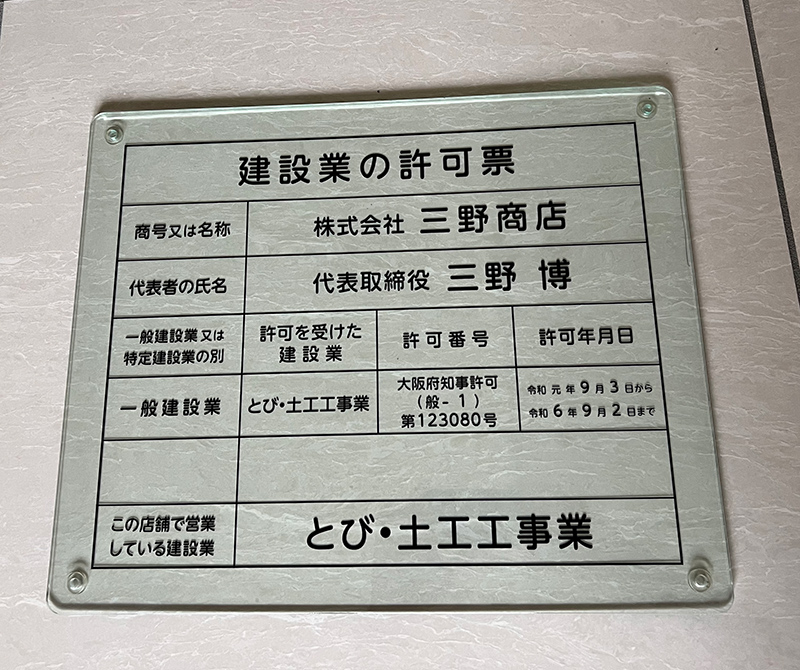 建設業の許可票
商号又は名称 株式会社 三野商店
代表者の氏名 代表取締役 三野 博
一般建設業又は
特定建設業の別
許可を受けた
建設業
許可番号
許可年月日
一般建設業
とび・土工工事業
大阪府知事許可
(般-1)
第123080号
令和 元 年 9 月 3 日から
令和 6 年 9 月 2 日まで
この店舗で営業
している建設業
とび・土工工事業